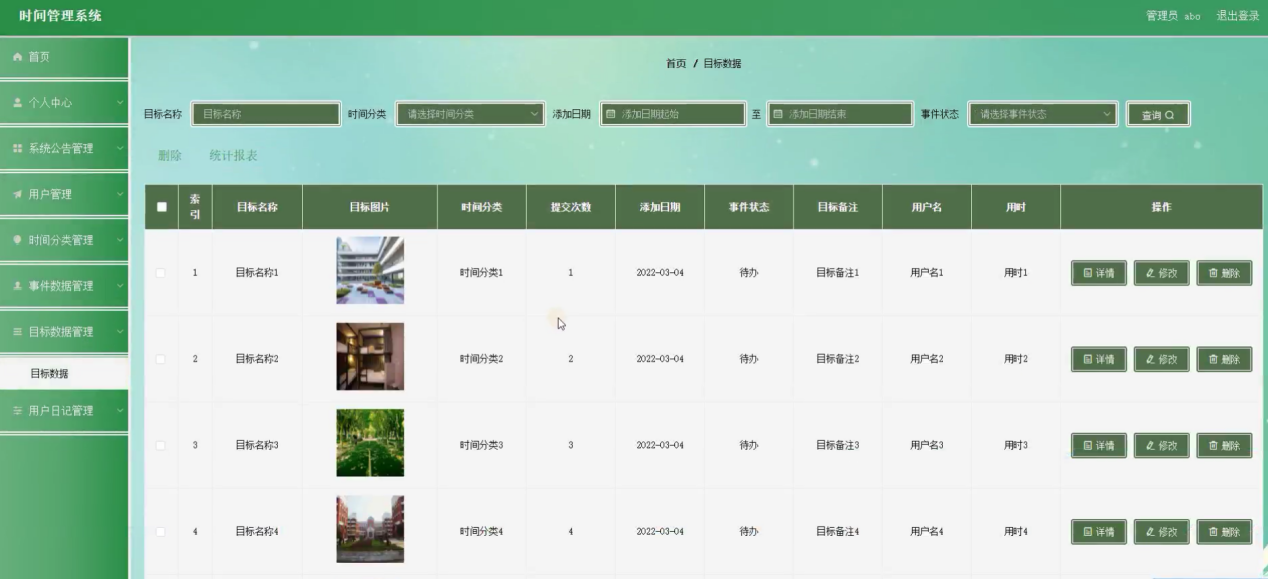 时间管理系统
管理员 abo 退出登录
首页
个人中心
系统公告管理
用户管理
时间分类管理
事件数据管理
目标数据管理
目标数据
用户日记管理
首页 / 目标数据
目标名称 目标名称 时间分类 请选择时间分类 添加日期 添加日期起始 至 添加日期结束 事件状态 请选择事件状态 查询
删除 统计报表
索引 目标名称 目标图片 时间分类 提交次数 添加日期 事件状态 目标备注 用户名 用时 操作
1 目标名称1 时间分类1 1 2022-03-04 待办 目标备注1 用户名1 用时1 详情 修改 删除
2 目标名称2 时间分类2 2 2022-03-04 待办 目标备注2 用户名2 用时2 详情 修改 删除
3 目标名称3 时间分类3 3 2022-03-04 待办 目标备注3 用户名3 用时3 详情 修改 删除
4 目标名称4 时间分类4 4 2022-03-04 待办 目标备注4 用户名4 用时4 详情 修改 删除